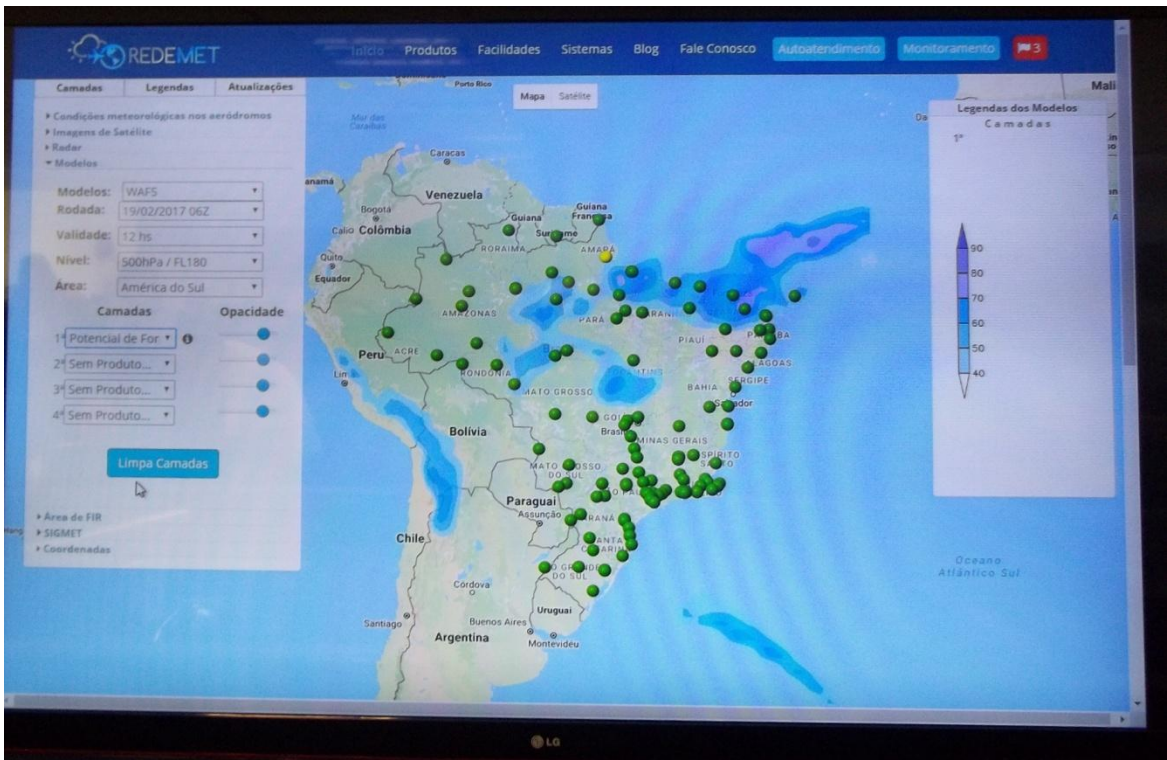 REDEMET
Início Produtos Facilidades Sistemas Blog Fale Conosco Autoatendimento Monitoramento 3
Camadas Legendas Atualizações
Condições meteorológicas nos aeródromos
Imagens de Satélite
Radar
Modelos
Modelos: WAFS
Rodada: 19/02/2017 06Z
Validade: 12 hs
Nível: 500hPa / FL180
Área: América do Sul
Camadas Opacidade
1ª Potencial de For
2ª Sem Produto...
3ª Sem Produto...
4ª Sem Produto...
Limpa Camadas
Área de FIR
SIGMET
Coordenadas
Mapa Satélite
Porto Rico
Mar das
Caraíbas
Caracas
Venezuela
Bogotá
Colômbia
Guiana
Guiana
Francesa
RORAIMA
AMAPÁ
Quito
Equador
AMAZONAS
PARÁ
PIAUÍ
Peru
ACRE
RONDÔNIA
ALAGOAS
SERGIPE
BAHIA
MATO GROSSO
Bolívia
MINAS GERAIS
Paraguai
Assunção
Chile
Córdova
Uruguai
Santiago
Buenos Aires
Argentina
Montevidéu
Oceano
Atlântico Sul
Mali
Legendas dos Modelos
Camadas
1ª
90
80
70
60
50
40
LG